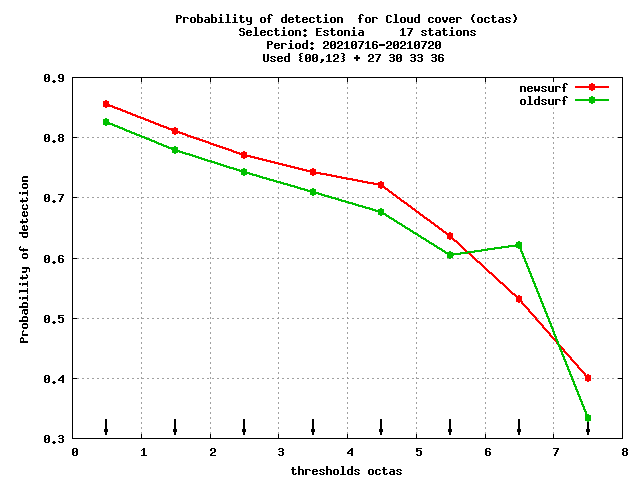 Probability of detection  for Cloud cover (octas)
Selection: Estonia     17 stations
Period: 20210716-20210720
Used {00,12} + 27 30 33 36
newsurf
oldsurf
Probability of detection
0.9
0.8
0.7
0.6
0.5
0.4
0.3
0 1 2 3 4 5 6 7 8
thresholds octas